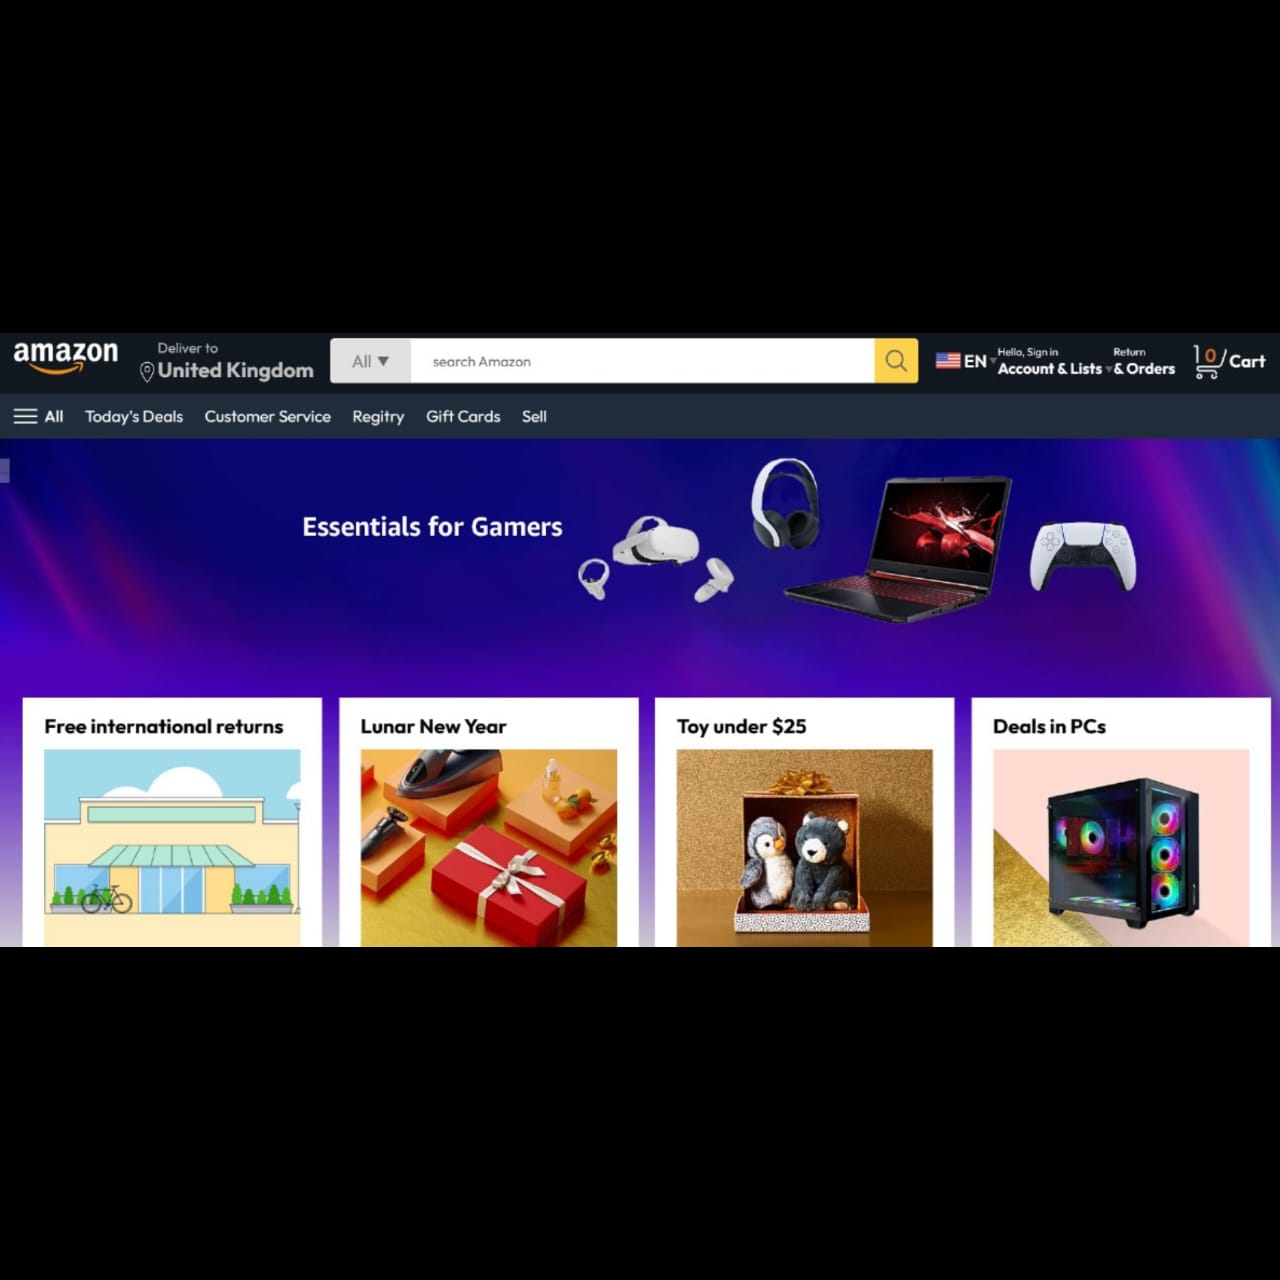 amazon
Deliver to
United Kingdom
All ▼
search Amazon
EN
Hello, Sign in
Account & Lists
Return
& Orders
0
Cart
All
Today's Deals
Customer Service
Regitry
Gift Cards
Sell
Essentials for Gamers
Free international returns
Lunar New Year
Toy under $25
Deals in PCs